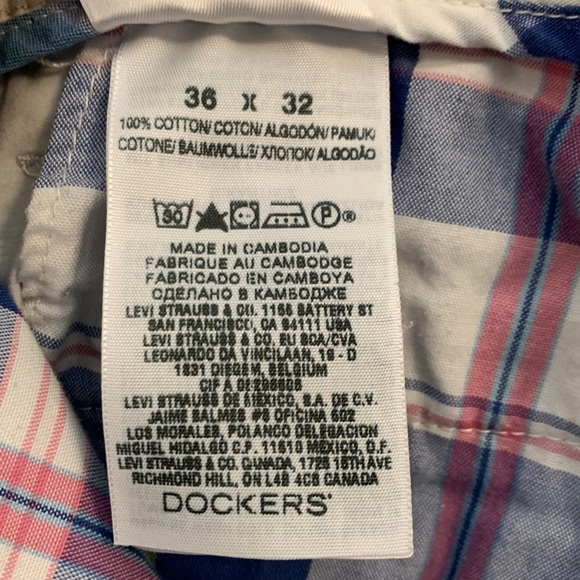 36 X 32
100% COTTON/ COTON/ ALGODÓN/ PAMUK/
COTONE/ BAUMWOLLE/ ХЛОПОК/ ALGODÃO
30 P ®
MADE IN CAMBODIA
FABRIQUE AU CAMBODGE
FABRICADO EN CAMBOYA
СДЕЛАНО В КАМБОДЖЕ
LEVI STRAUSS & CO. 1155 BATTERY ST
SAN FRANCISCO, CA 94111 USA
LEVI STRAUSS & CO. EU BCA/CVA
LEONARDO DA VINCILAAN, 19 - D
1831 DIEGEM, BELGIUM
CIF A
LEVI STRAUSS DE MEXICO, S.A. DE C.V.
JAIME BALMES #8 OFICINA 602
LOS MORALES, POLANCO DELEGACION
MIGUEL HIDALGO C.P. 11510 MEXICO, D.F.
LEVI STRAUSS & CO. CANADA, 1725 16TH AVE
RICHMOND HILL, ON L4B 4C6 CANADA
DOCKERS®